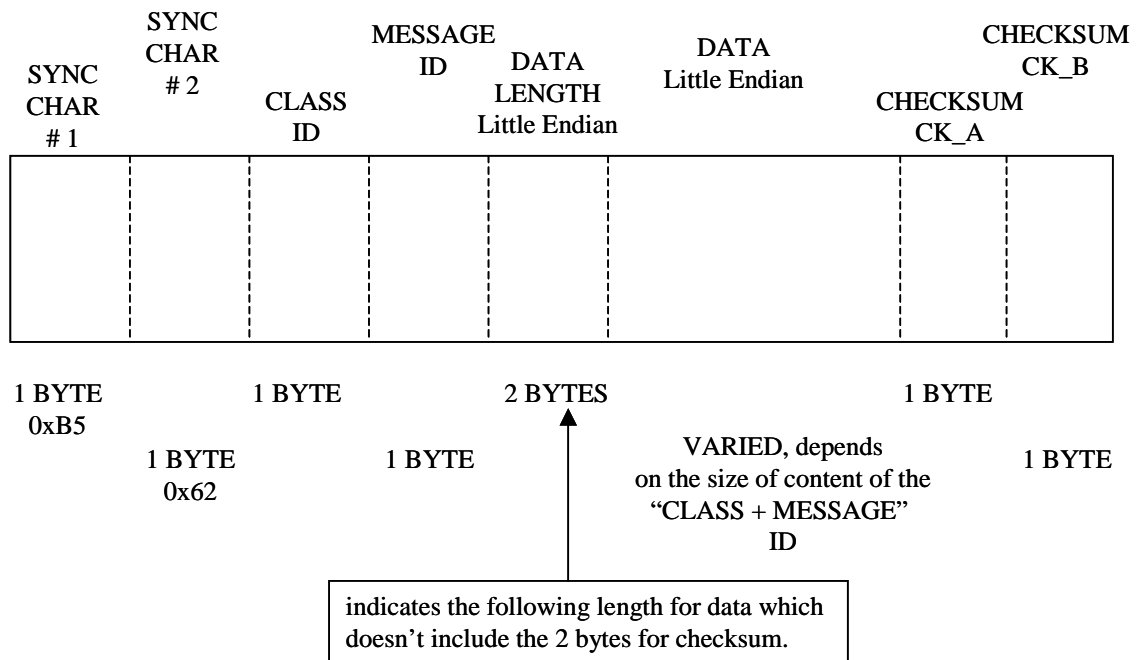 SYNC
CHAR
# 1
SYNC
CHAR
# 2
CLASS
ID
MESSAGE
ID
DATA
LENGTH
Little Endian
DATA
Little Endian
CHECKSUM
CK_A
CHECKSUM
CK_B
1 BYTE
0xB5
1 BYTE
0x62
1 BYTE
1 BYTE
2 BYTES
VARIED, depends
on the size of content of the
“CLASS + MESSAGE”
ID
1 BYTE
1 BYTE
indicates the following length for data which
doesn’t include the 2 bytes for checksum.